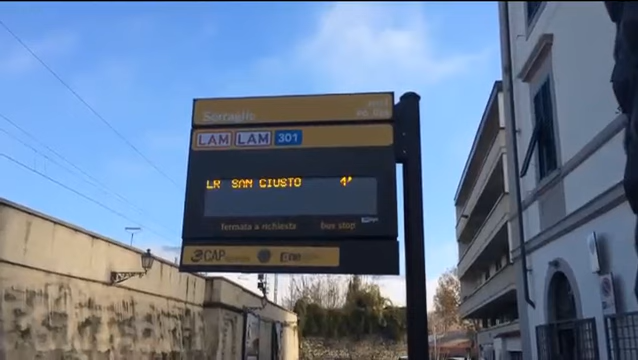 Serraglio
LAM LAM 301
LR SAN GIUSTO 1'
fermata a richiesta bus stop
CAP